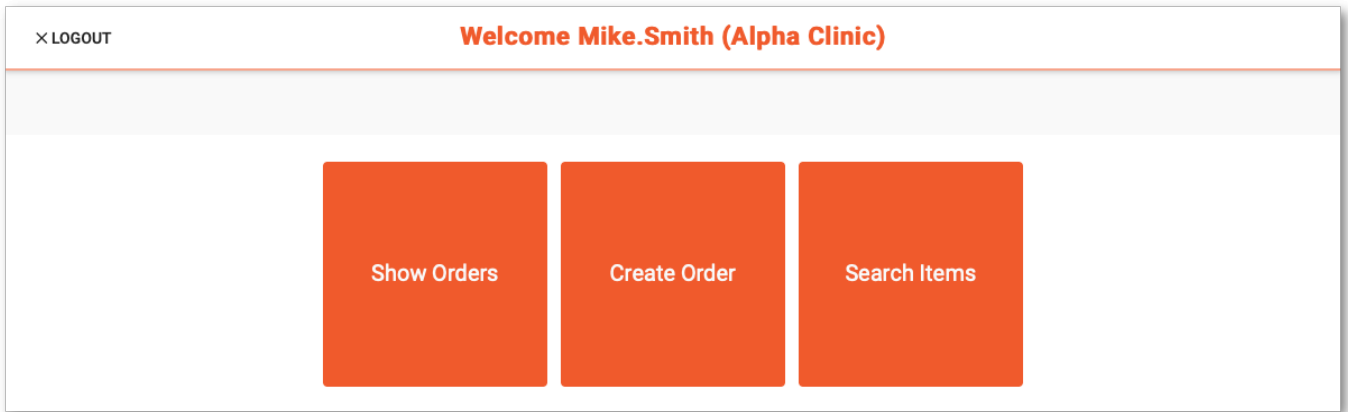 × LOGOUT
Welcome Mike.Smith (Alpha Clinic)
Show Orders
Create Order
Search Items